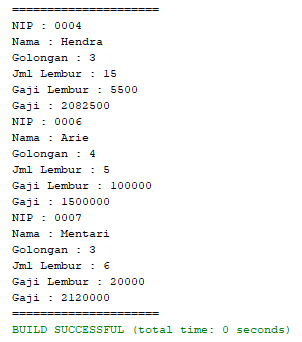 =====================
NIP : 0004
Nama : Hendra
Golongan : 3
Jml Lembur : 15
Gaji Lembur : 5500
Gaji : 2082500
NIP : 0006
Nama : Arie
Golongan : 4
Jml Lembur : 5
Gaji Lembur : 100000
Gaji : 1500000
NIP : 0007
Nama : Mentari
Golongan : 3
Jml Lembur : 6
Gaji Lembur : 20000
Gaji : 2120000
=====================
BUILD SUCCESSFUL (total time: 0 seconds)